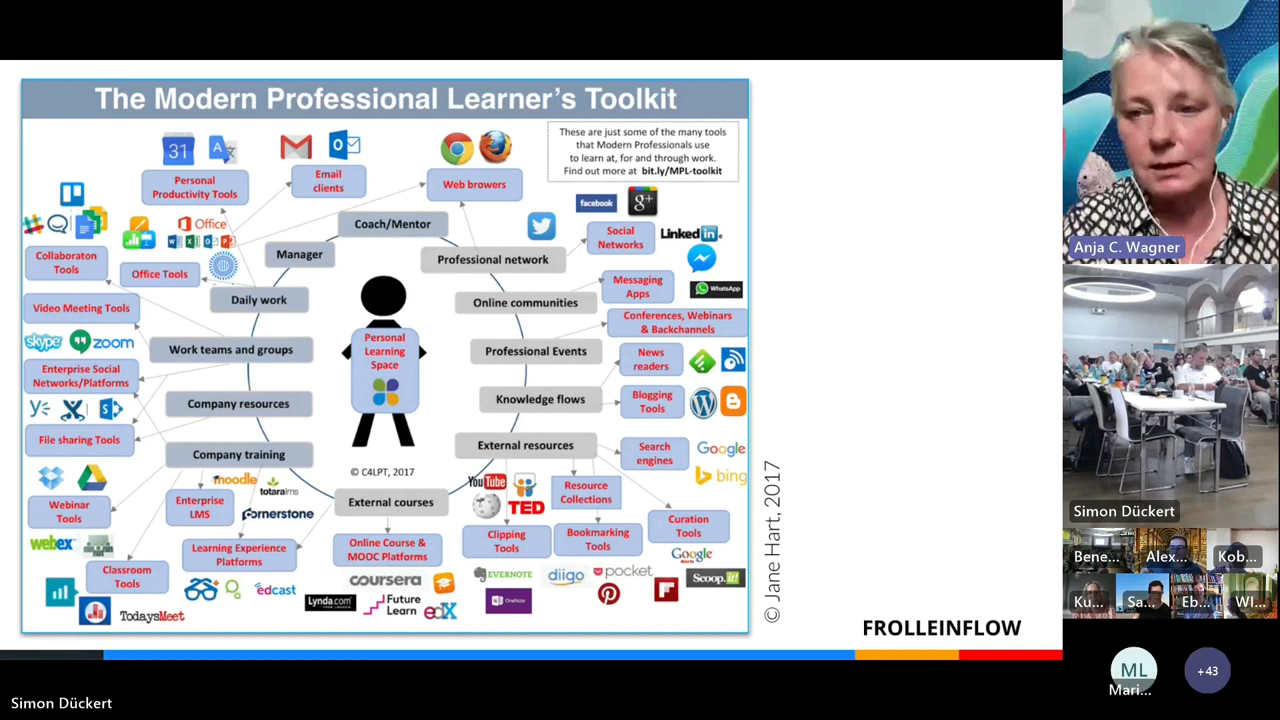 The Modern Professional Learner's Toolkit
These are just some of the many tools
that Modern Professionals use
to learn at, for and through work.
Find out more at bit.ly/MPL-toolkit
31
Personal
Productivity Tools
Email
clients
Web browers
Coach/Mentor
facebook
g+
Social
Networks
Linked in
Office
Collaboraton
Tools
Office Tools
Manager
Professional network
Daily work
Online communities
Messaging
Apps
WhatsApp
Video Meeting Tools
Conferences, Webinars
& Backchannels
skype
zoom
Work teams and groups
Personal
Learning
Space
Professional Events
News
readers
Enterprise Social
Networks/Platforms
Company resources
Knowledge flows
Blogging
Tools
File sharing Tools
Company training
External resources
Search
engines
Google
bing
© C4LPT, 2017
moodle
totaralms
Webinar
Tools
Enterprise
LMS
cornerstone
External courses
YouTube
TED
Resource
Collections
webex
Learning Experience
Platforms
Online Course &
MOOC Platforms
Clipping
Tools
Bookmarking
Tools
Curation
Tools
Classroom
Tools
edcast
coursera
EVERNOTE
diigo
pocket
Google
Alerts
Scoop.it!
TodaysMeet
Lynda.com
Future
Learn
edX
OneNote
© Jane Hart, 2017
FROLLEINFLOW
Simon Dückert
Anja C. Wagner
Simon Dückert
Bene...
Alex...
Kob...
Ku...
Sa...
Eb...
WI...
ML
Mari...
+43